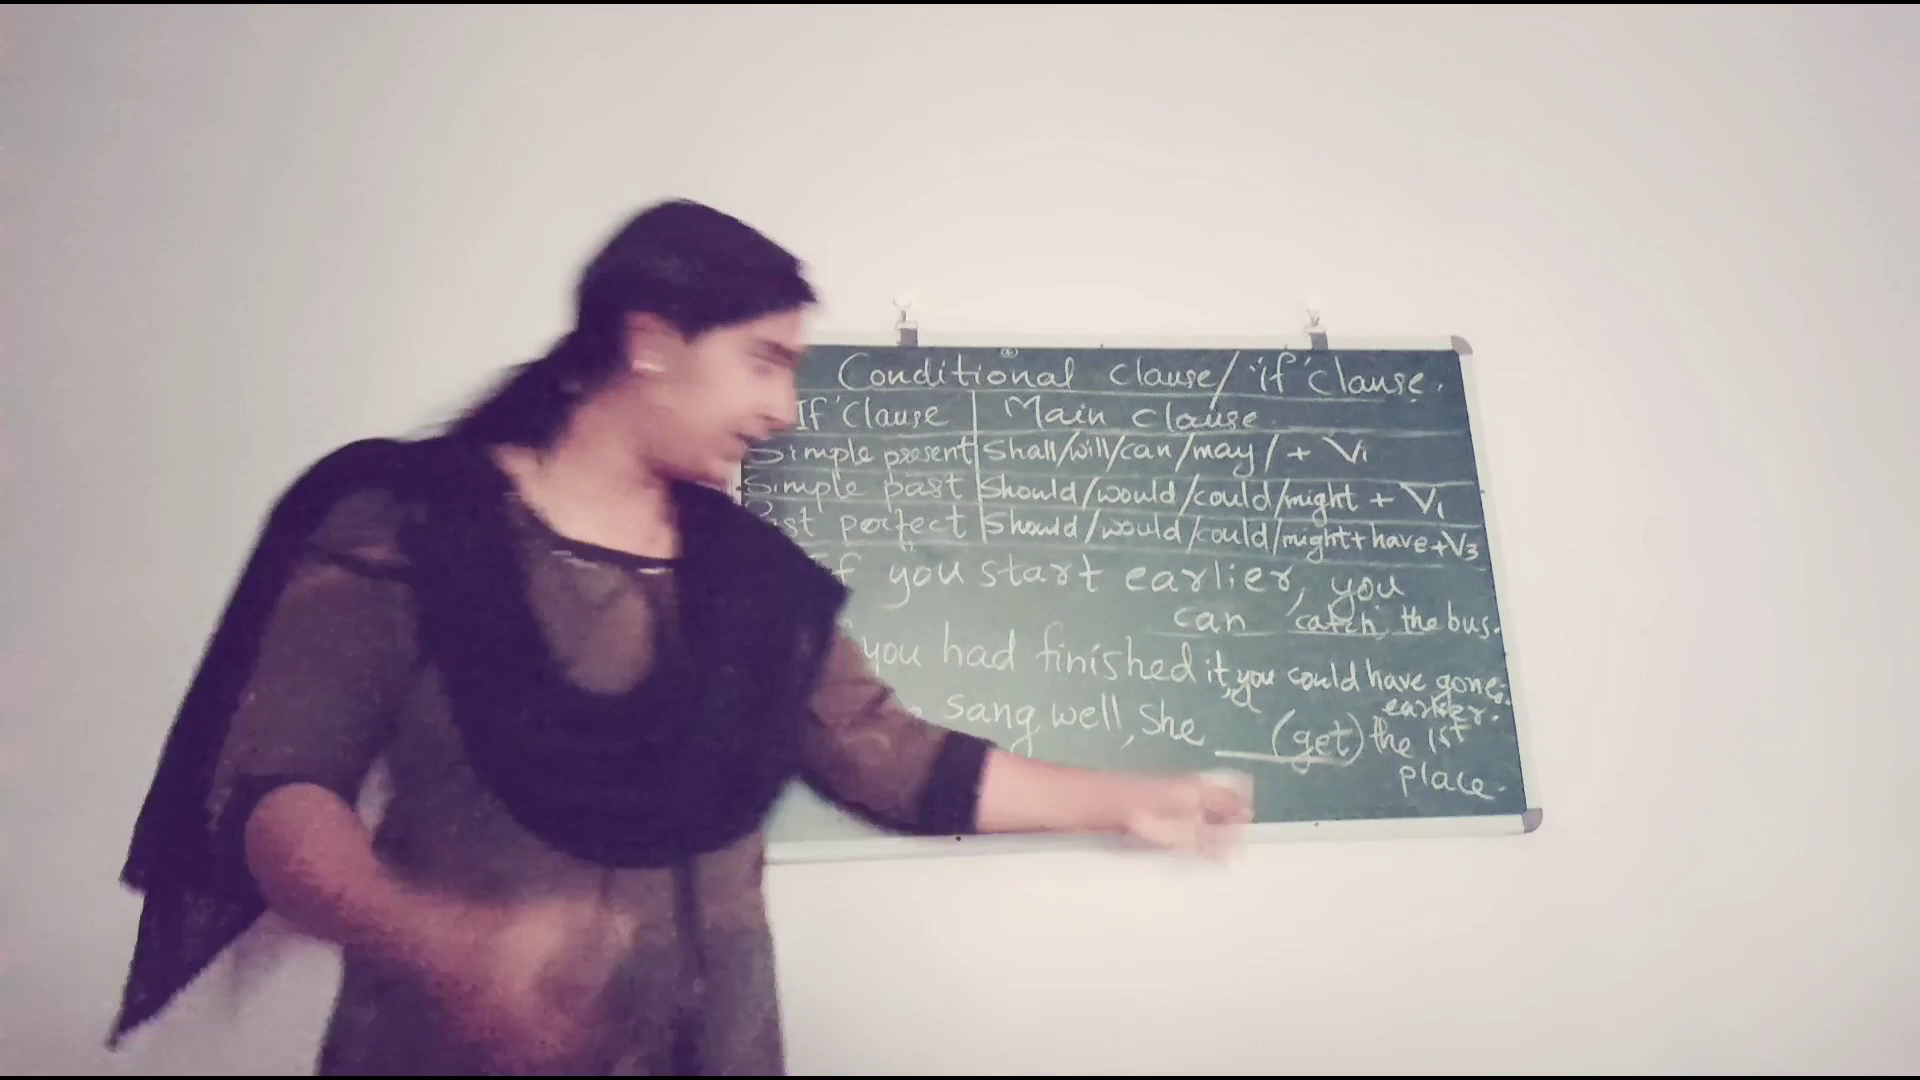 Conditional clause/ 'if' clause.
If' Clause | Main clause
Simple present | Shall/will/can/may/ + V1
Simple past | Should/would/could/might + V1
perfect | Should/would/could/might + have + V3
you start earlier, you
can catch the bus.
you had finished it, you could have gone
earlier.
sang well, she ___ (get) the 1st
place.